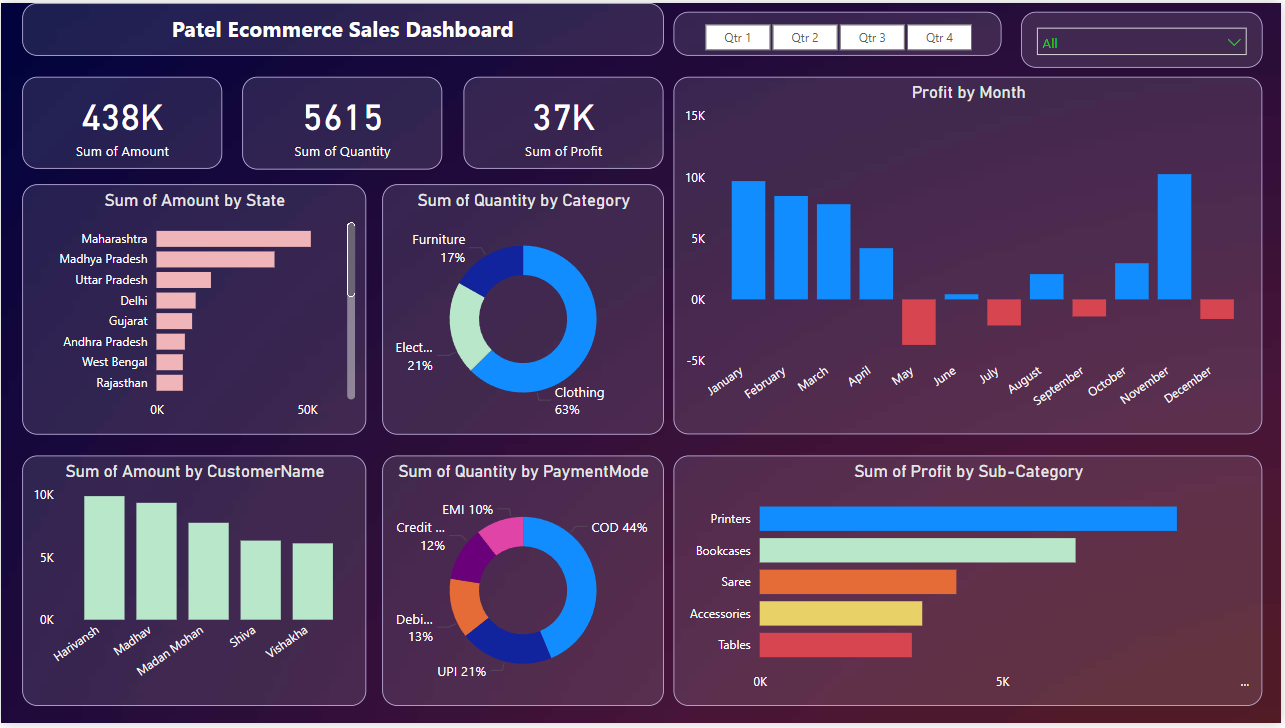 Patel Ecommerce Sales Dashboard
Qtr 1
Qtr 2
Qtr 3
Qtr 4
All
438K
Sum of Amount
5615
Sum of Quantity
37K
Sum of Profit
Profit by Month
15K
10K
5K
0K
-5K
January
February
March
April
May
June
July
August
September
October
November
December
Sum of Amount by State
Maharashtra
Madhya Pradesh
Uttar Pradesh
Delhi
Gujarat
Andhra Pradesh
West Bengal
Rajasthan
0K
50K
Sum of Quantity by Category
Furniture
17%
Elect...
21%
Clothing
63%
Sum of Amount by CustomerName
10K
5K
0K
Harivansh
Madhav
Madan Mohan
Shiva
Vishakha
Sum of Quantity by PaymentMode
EMI 10%
COD 44%
Credit ...
12%
Debi...
13%
UPI 21%
Sum of Profit by Sub-Category
Printers
Bookcases
Saree
Accessories
Tables
0K
5K
...